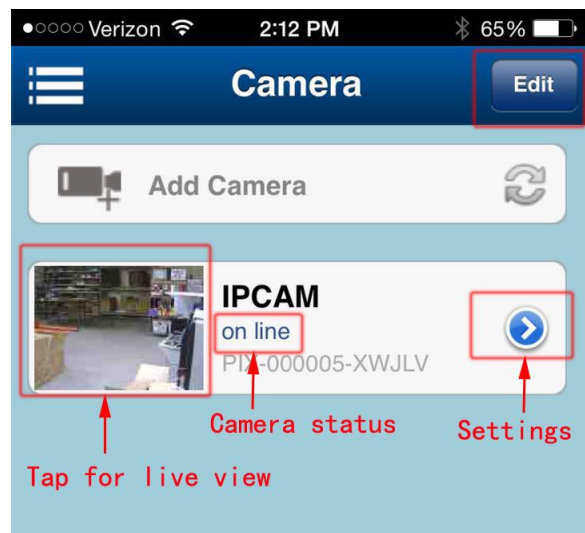 Verizon 2:12 PM 65%
Camera Edit
Add Camera
IPCAM
on line
PIX-000005-XWJLV
Camera status
Settings
Tap for live view